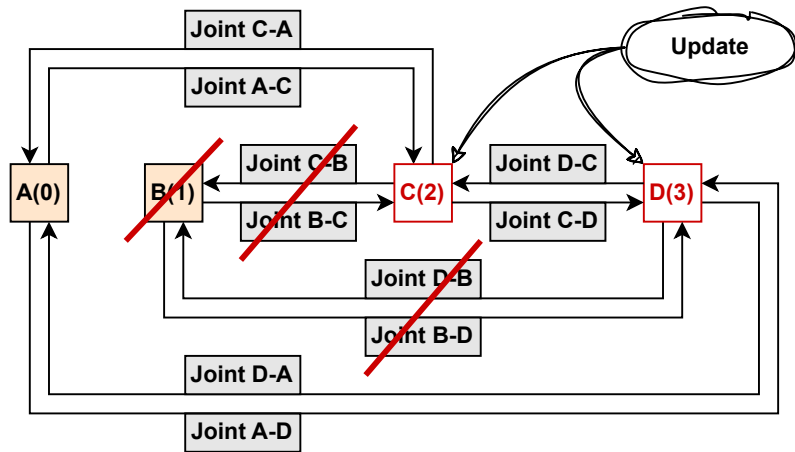 Joint C-A
Update
Joint A-C
Joint C-B
Joint D-C
A(0)
B(1)
C(2)
D(3)
Joint B-C
Joint C-D
Joint D-B
Joint B-D
Joint D-A
Joint A-D